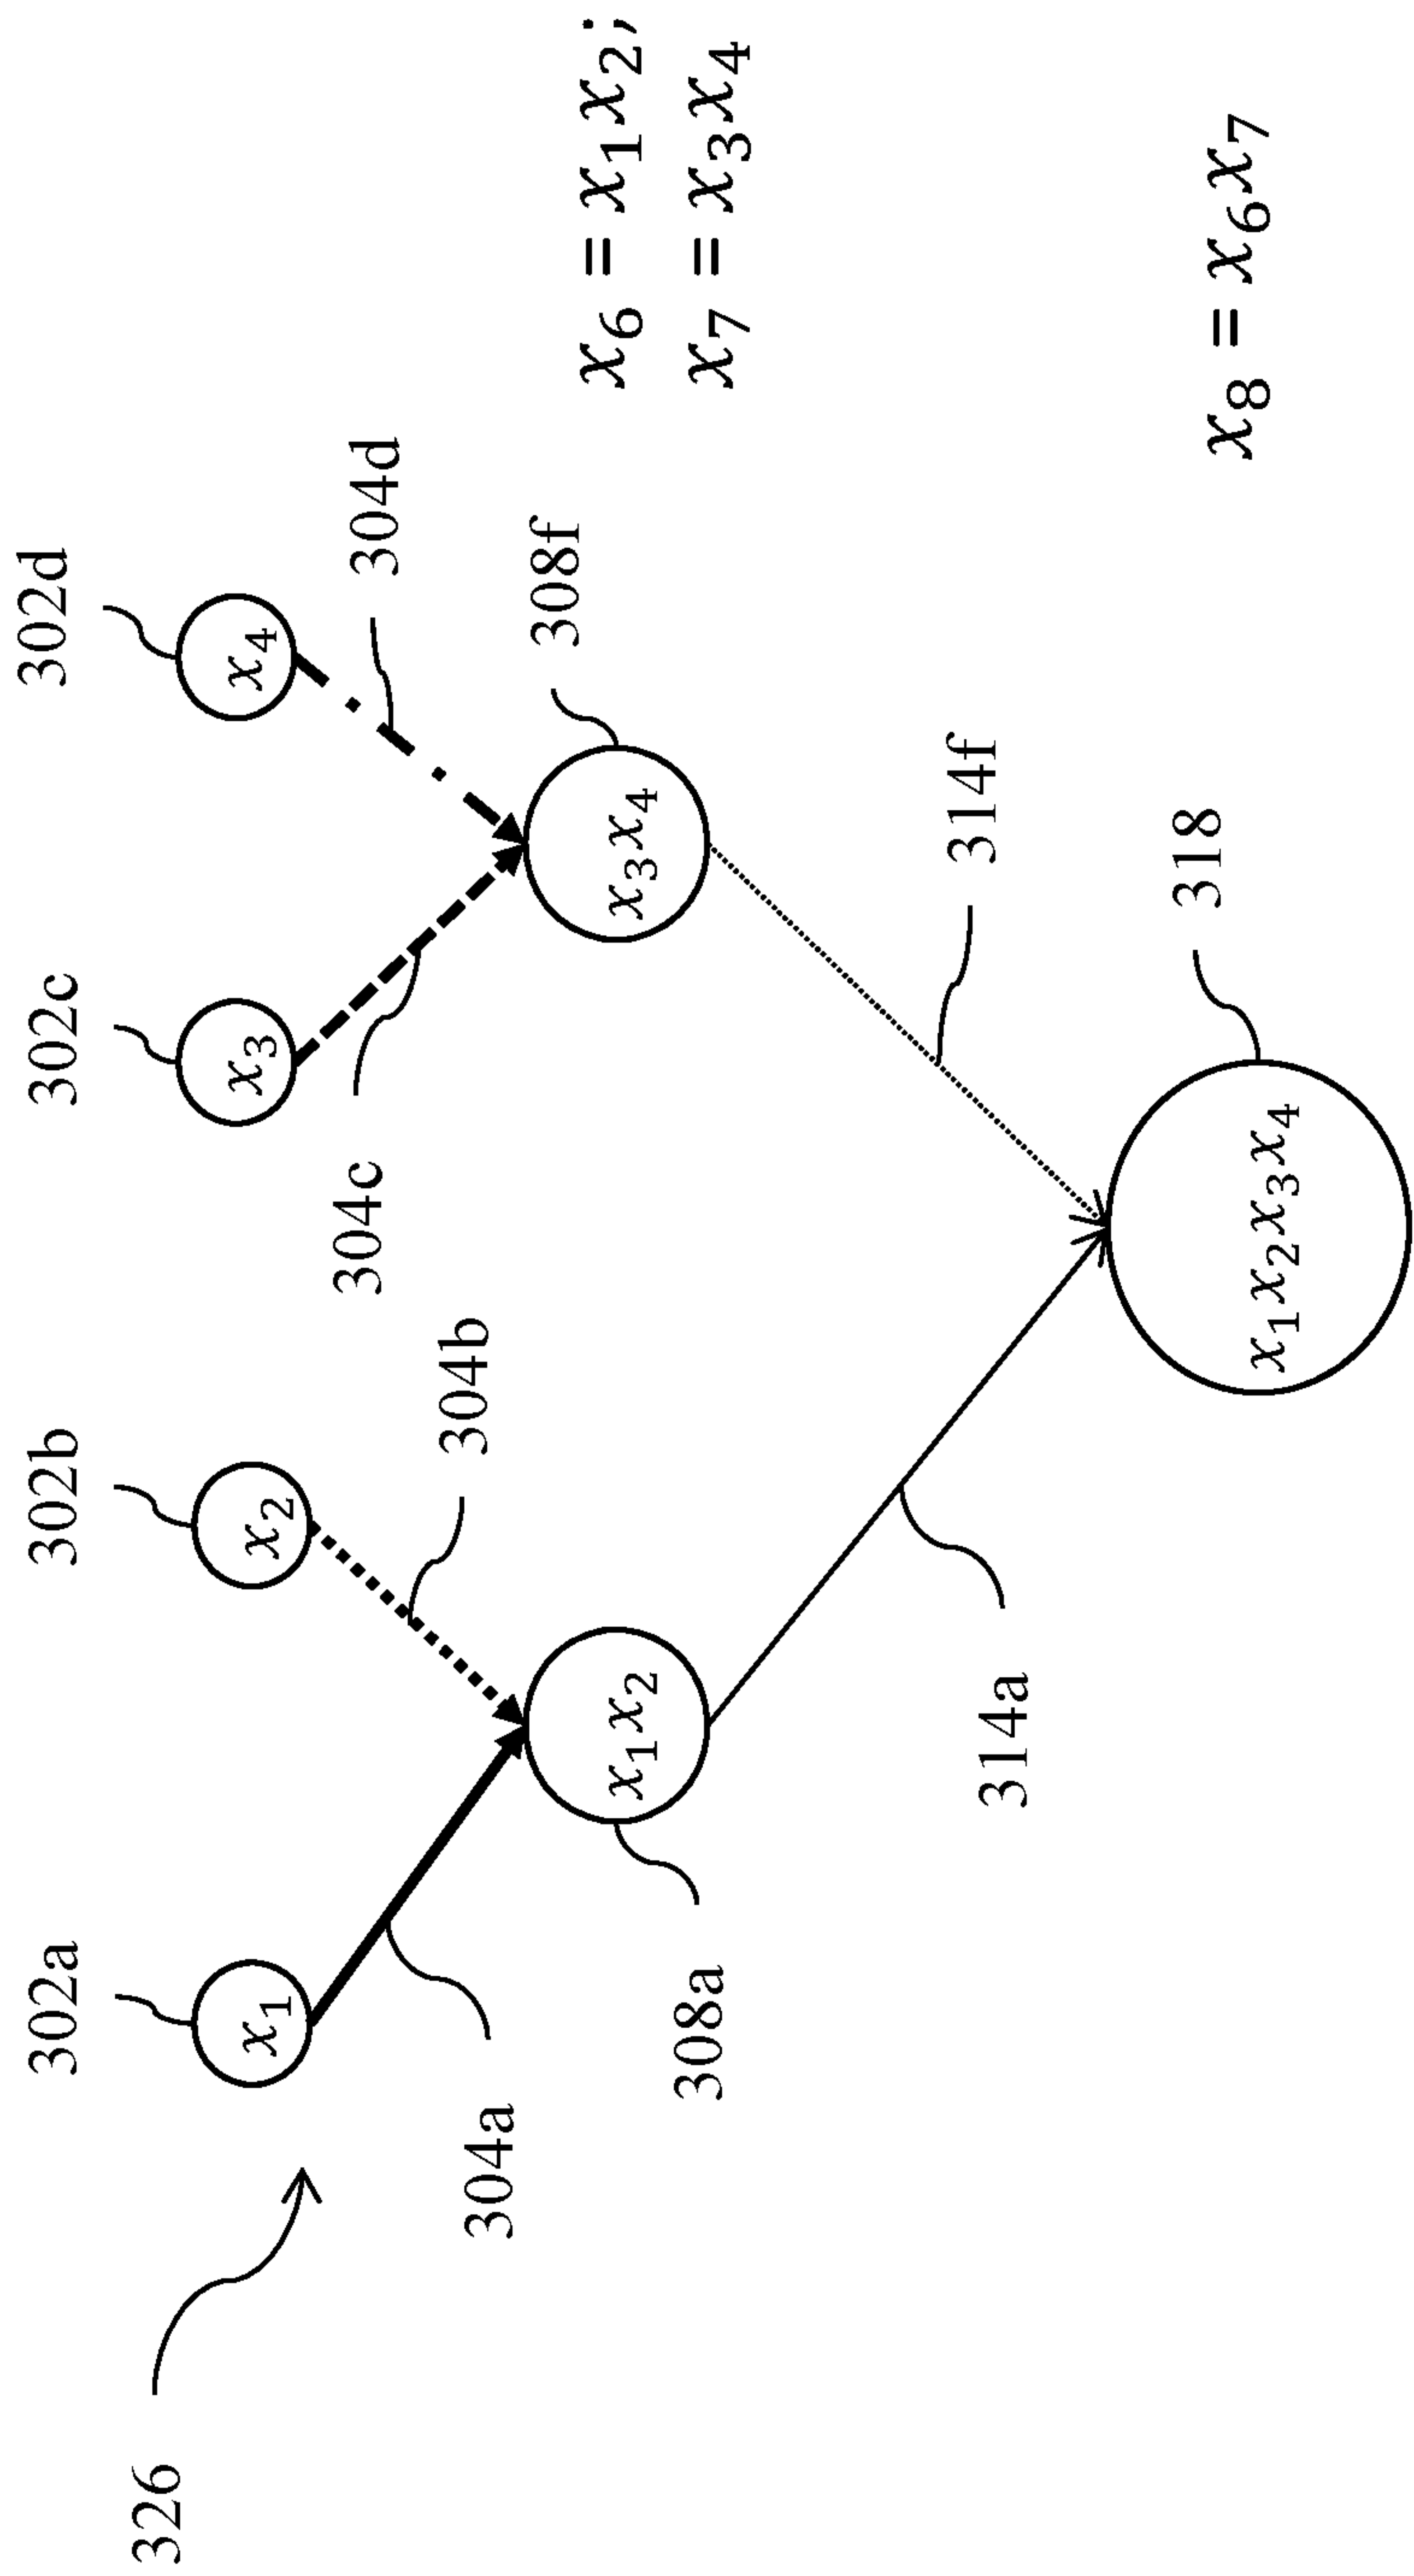 326
302a
302b
302c
302d
x₁
x₂
x₃
x₄
304a
304b
304c
304d
308a
x₁x₂
x₃x₄
308f
x₆ = x₁x₂;
x₇ = x₃x₄
314a
314f
x₁x₂x₃x₄
318
x₈ = x₆x₇